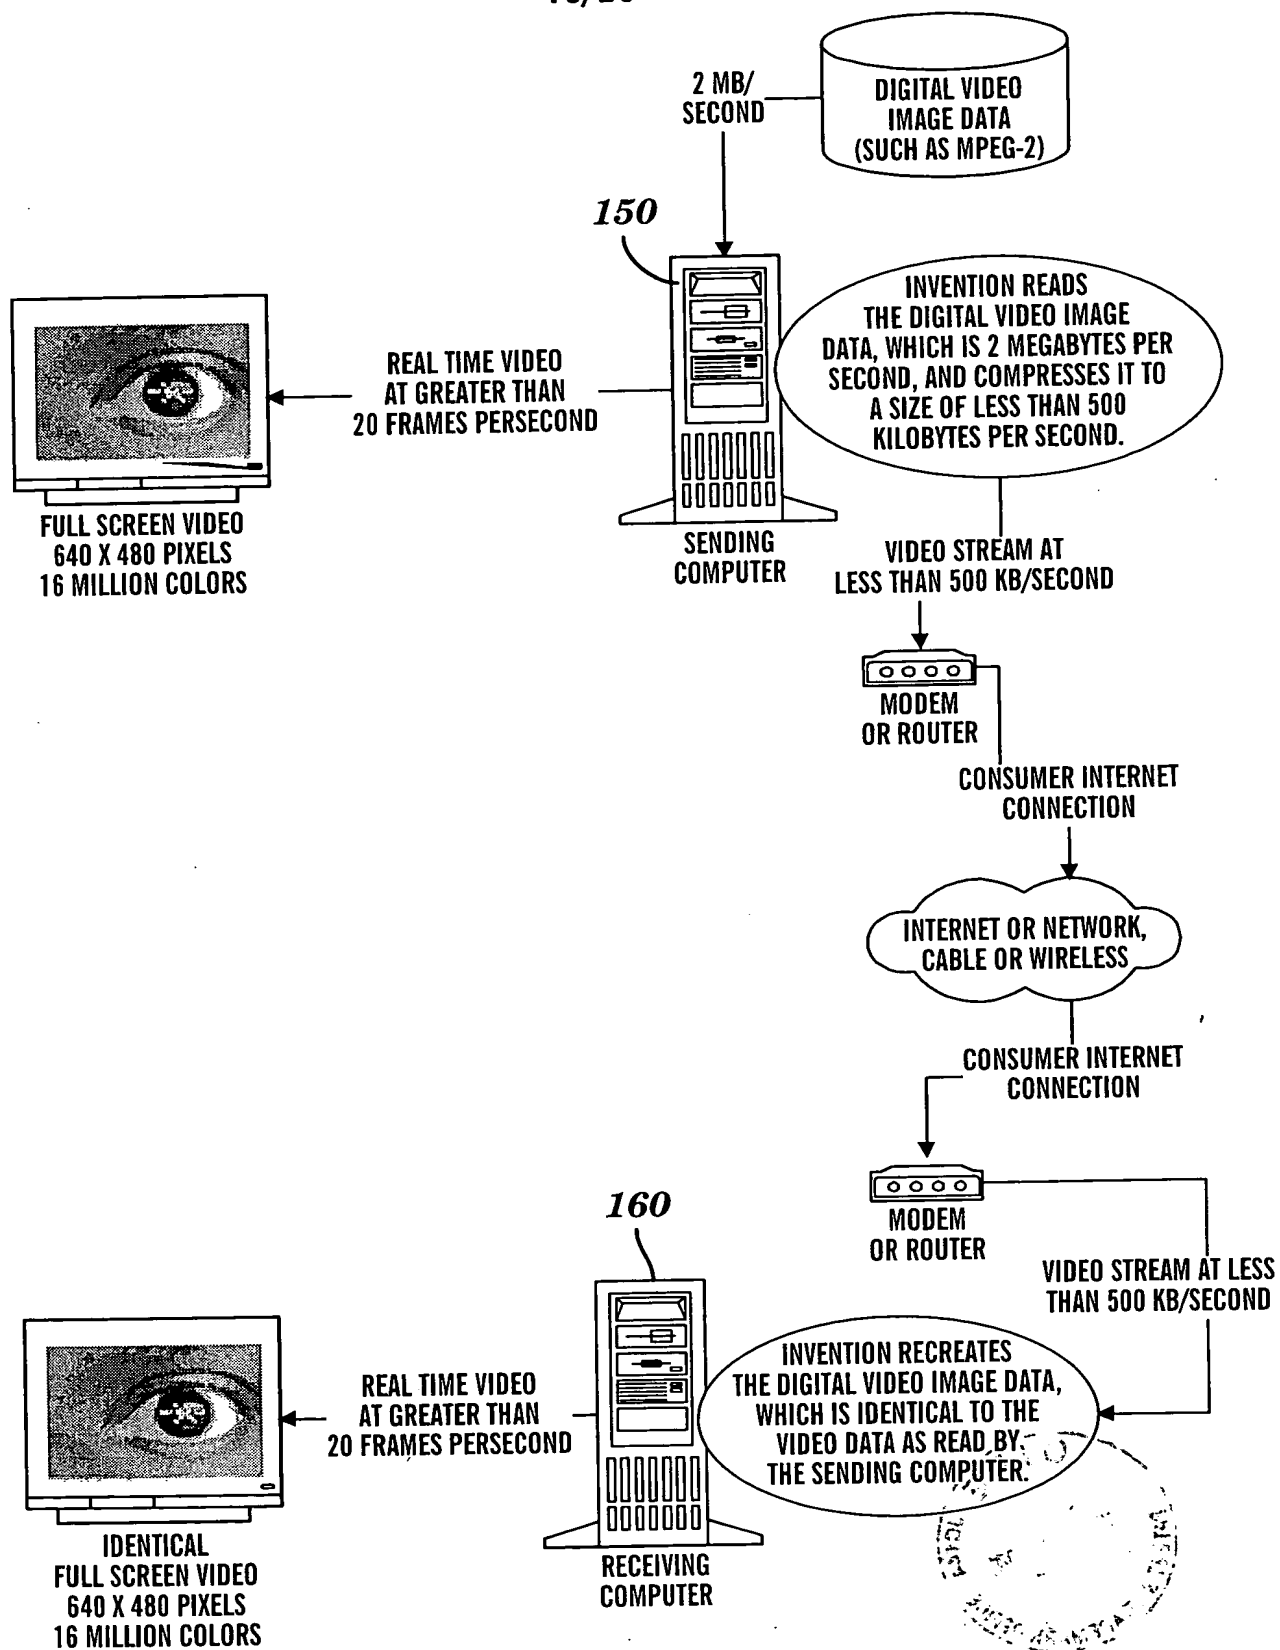 2 MB/
SECOND
DIGITAL VIDEO
IMAGE DATA
(SUCH AS MPEG-2)
150
INVENTION READS
THE DIGITAL VIDEO IMAGE
DATA, WHICH IS 2 MEGABYTES PER
SECOND, AND COMPRESSES IT TO
A SIZE OF LESS THAN 500
KILOBYTES PER SECOND.
REAL TIME VIDEO
AT GREATER THAN
20 FRAMES PERSECOND
FULL SCREEN VIDEO
640 X 480 PIXELS
16 MILLION COLORS
SENDING
COMPUTER
VIDEO STREAM AT
LESS THAN 500 KB/SECOND
MODEM
OR ROUTER
CONSUMER INTERNET
CONNECTION
INTERNET OR NETWORK,
CABLE OR WIRELESS
CONSUMER INTERNET
CONNECTION
MODEM
OR ROUTER
VIDEO STREAM AT LESS
THAN 500 KB/SECOND
160
INVENTION RECREATES
THE DIGITAL VIDEO IMAGE DATA,
WHICH IS IDENTICAL TO THE
VIDEO DATA AS READ BY
THE SENDING COMPUTER.
REAL TIME VIDEO
AT GREATER THAN
20 FRAMES PERSECOND
IDENTICAL
FULL SCREEN VIDEO
640 X 480 PIXELS
16 MILLION COLORS
RECEIVING
COMPUTER